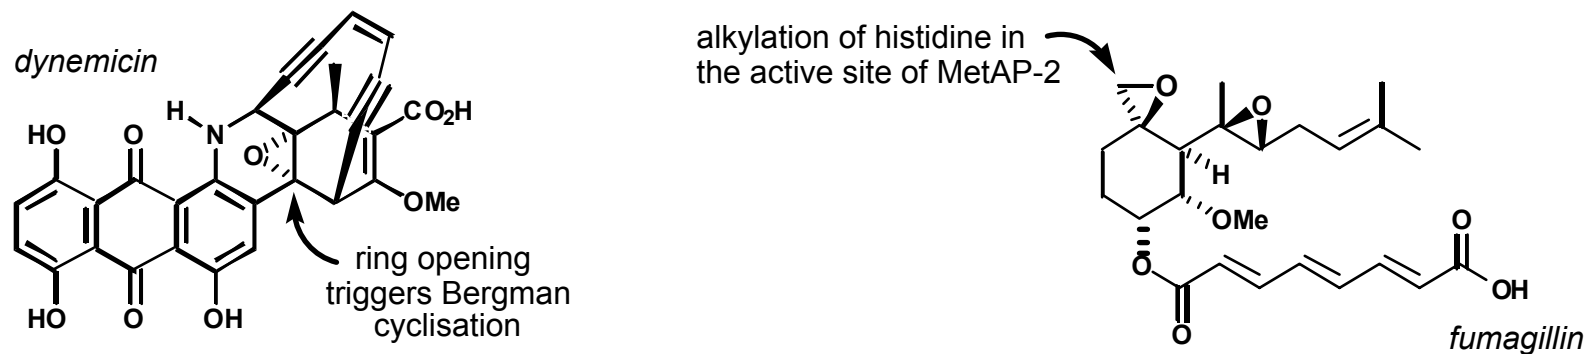 dynemicin
CO₂H
H
N
HO
O
O
OMe
ring opening
triggers Bergman
cyclisation
HO
O
OH
alkylation of histidine in
the active site of MetAP-2
O
O
H
OMe
O
O
O
OH
fumagillin